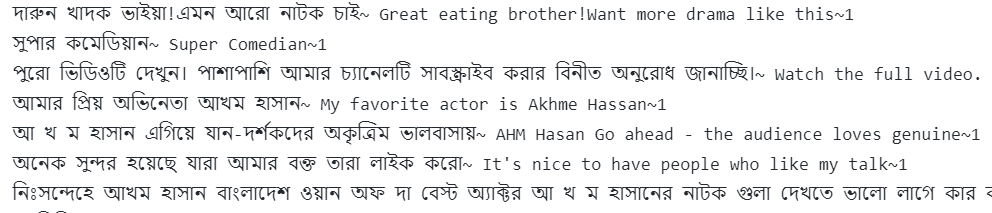 দারুন খাদক ভাইয়া!এমন আরো নাটক চাই~ Great eating brother!Want more drama like this~1
সুপার কমেডিয়ান~ Super Comedian~1
পুরো ভিডিওটি দেখুন। পাশাপাশি আমার চ্যানেলটি সাবস্ক্রাইব করার বিনীত অনুরোধ জানাচ্ছি।~ Watch the full video.
আমার প্রিয় অভিনেতা আখম হাসান~ My favorite actor is Akhme Hassan~1
আ খ ম হাসান এগিয়ে যান-দর্শকদের অকৃত্রিম ভালবাসায়~ AHM Hasan Go ahead - the audience loves genuine~1
অনেক সুন্দর হয়েছে যারা আমার বক্ত তারা লাইক করো~ It's nice to have people who like my talk~1
নিঃসন্দেহে আখম হাসান বাংলাদেশ ওয়ান অফ দা বেস্ট অ্যাক্টর আ খ ম হাসানের নাটক গুলা দেখতে ভালো লাগে কার